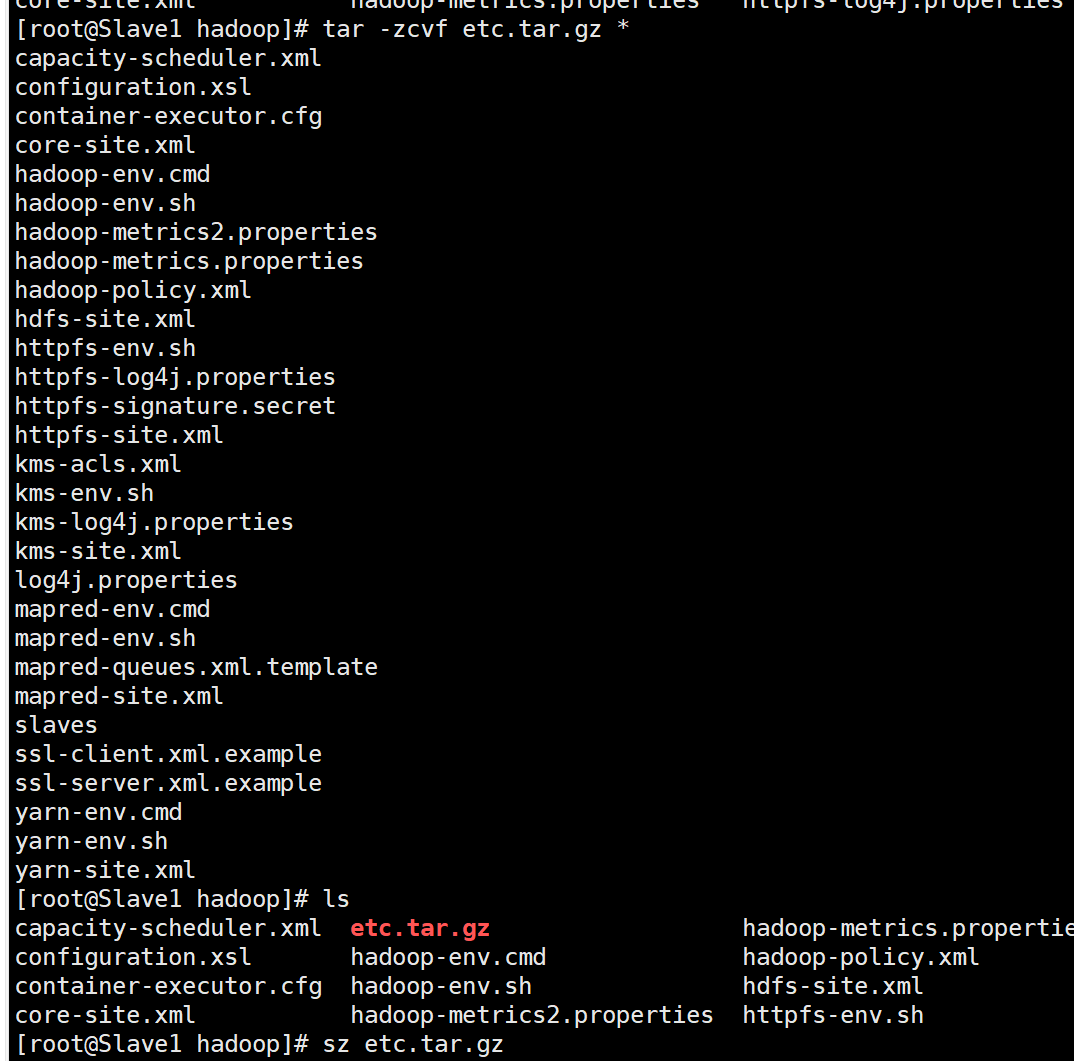 core-site.xml hadoop-metrics.properties httpfs-log4j.properties
[root@Slave1 hadoop]# tar -zcvf etc.tar.gz *
capacity-scheduler.xml
configuration.xsl
container-executor.cfg
core-site.xml
hadoop-env.cmd
hadoop-env.sh
hadoop-metrics2.properties
hadoop-metrics.properties
hadoop-policy.xml
hdfs-site.xml
httpfs-env.sh
httpfs-log4j.properties
httpfs-signature.secret
httpfs-site.xml
kms-acls.xml
kms-env.sh
kms-log4j.properties
kms-site.xml
log4j.properties
mapred-env.cmd
mapred-env.sh
mapred-queues.xml.template
mapred-site.xml
slaves
ssl-client.xml.example
ssl-server.xml.example
yarn-env.cmd
yarn-env.sh
yarn-site.xml
[root@Slave1 hadoop]# ls
capacity-scheduler.xml etc.tar.gz hadoop-metrics.propertie
configuration.xsl hadoop-env.cmd hadoop-policy.xml
container-executor.cfg hadoop-env.sh hdfs-site.xml
core-site.xml hadoop-metrics2.properties httpfs-env.sh
[root@Slave1 hadoop]# sz etc.tar.gz